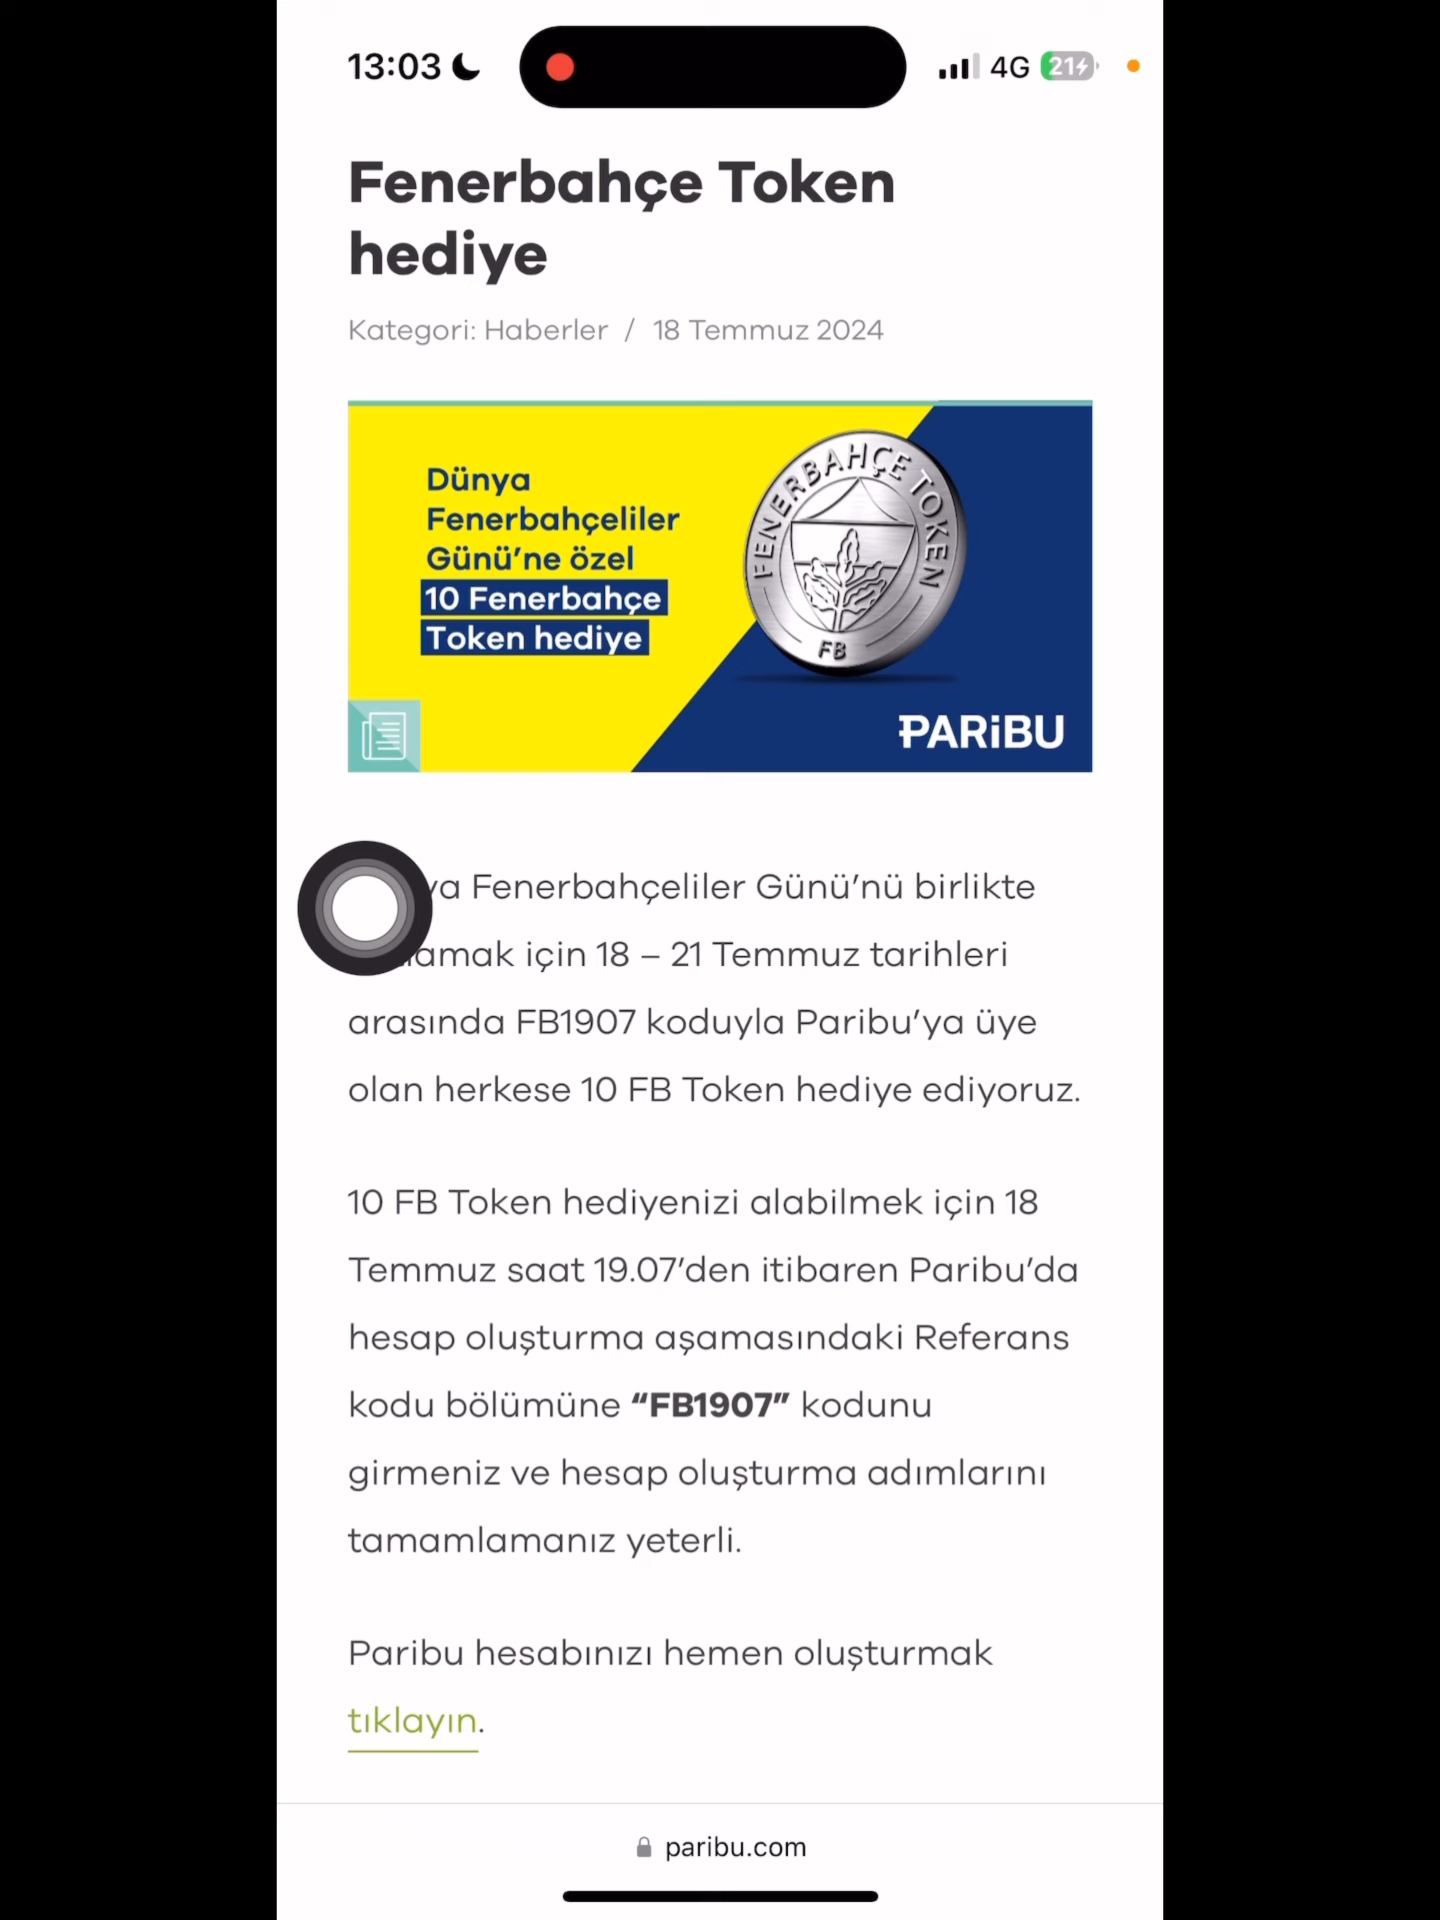 13:03
4G
21
Fenerbahçe Token
hediye
Kategori: Haberler / 18 Temmuz 2024
Dünya
Fenerbahçeliler
Günü’ne özel
10 Fenerbahçe
Token hediye
FENERBAHÇE TOKEN
FB
PARiBU
Fenerbahçeliler Günü’nü birlikte
için 18 – 21 Temmuz tarihleri
arasında FB1907 koduyla Paribu’ya üye
olan herkese 10 FB Token hediye ediyoruz.
10 FB Token hediyenizi alabilmek için 18
Temmuz saat 19.07’den itibaren Paribu’da
hesap oluşturma aşamasındaki Referans
kodu bölümüne “FB1907” kodunu
girmeniz ve hesap oluşturma adımlarını
tamamlamanız yeterli.
Paribu hesabınızı hemen oluşturmak
tıklayın.
paribu.com